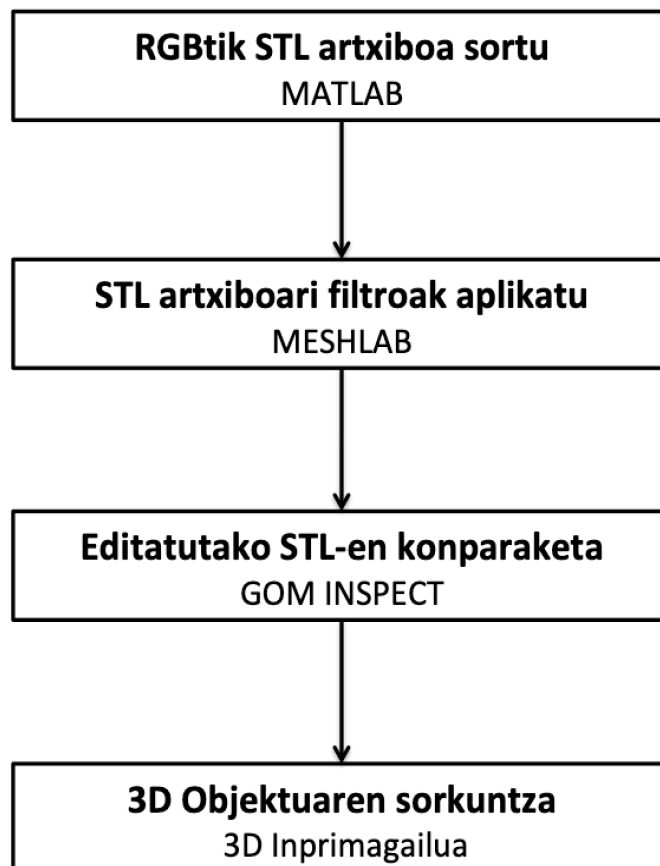 RGBtik STL artxiboa sortu
MATLAB
STL artxiboari filtroak aplikatu
MESHLAB
Editatutako STL-en konparaketa
GOM INSPECT
3D Objektuaren sorkuntza
3D Inprimagailua